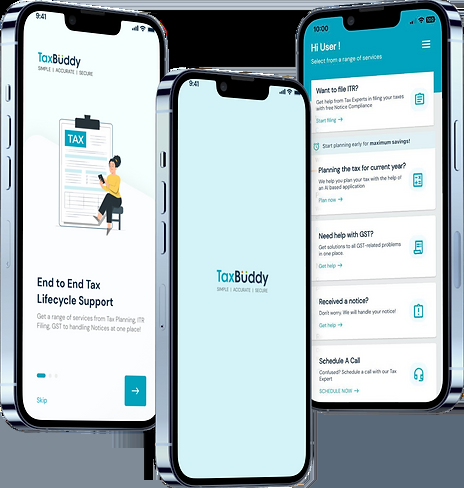 9:41
TaxBuddy
SIMPLE | ACCURATE | SECURE
TAX
End to End Tax
Lifecycle Support
Get a range of services from Tax Planning, ITR
Filing, GST to handling Notices at one place!
Skip
9:41
TaxBuddy
SIMPLE | ACCURATE | SECURE
10:00
Hi User !
Select from a range of services
Want to file ITR?
Get help from Tax Experts in filing your taxes
with free Notice Compliance
Start filing →
Start planning early for maximum savings!
Planning the tax for current year?
We help you plan your tax with the help of
an AI based application
Plan now →
Need help with GST?
Get solutions to all GST-related problems
in one place.
Get help →
Received a notice?
Don't worry. We will handle your notice!
Get help →
Schedule A Call
Confused? Schedule a call with our Tax
Expert
SCHEDULE NOW →